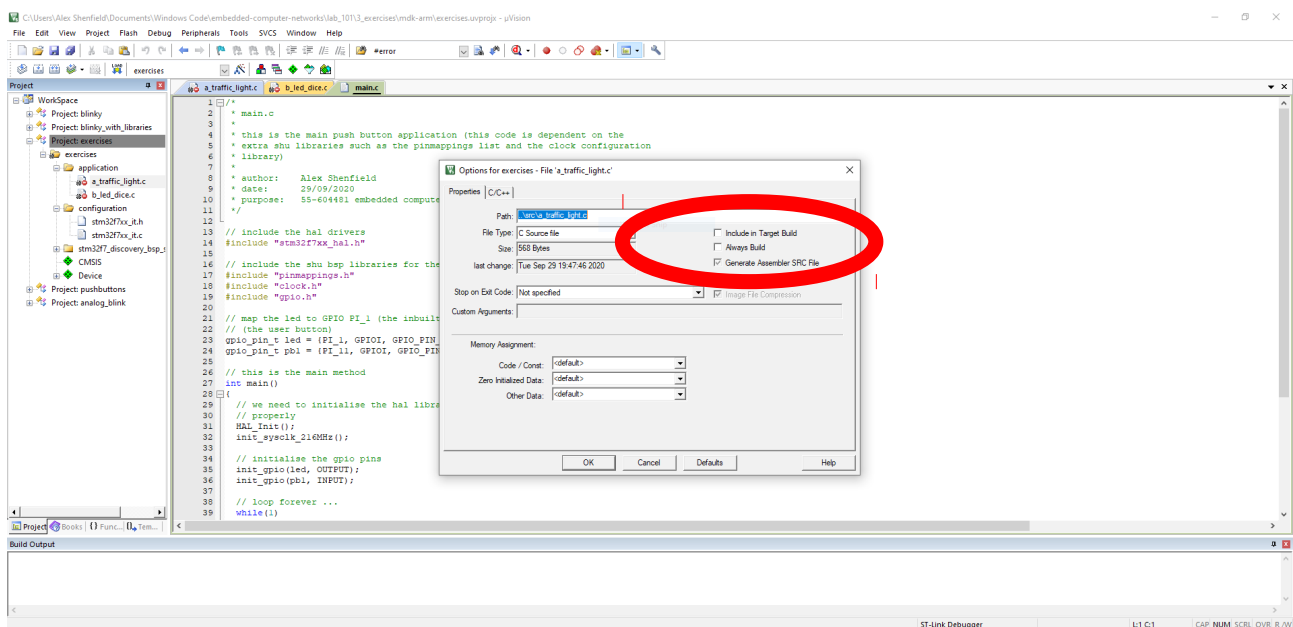 C:\Users\Alex Shenfield\Documents\Windows Code\embedded-computer-networks\lab_101\3_exercises\mdk-arm\exercises.uvprojx - µVision
File Edit View Project Flash Debug Peripherals Tools SVCS Window Help
#error
LOAD exercises
Project
a_traffic_light.c b_led_dice.c main.c
WorkSpace
Project: blinky
Project: blinky_with_libraries
Project: exercises
exercises
application
a_traffic_light.c
b_led_dice.c
configuration
stm32f7xx_it.h
stm32f7xx_it.c
stm32f7_discovery_bsp_s
CMSIS
Device
Project: pushbuttons
Project: analog_blink
Project Books {} Func... Tem...
1 /*
2 * main.c
3 *
4 * this is the main push button application (this code is dependent on the
5 * extra shu libraries such as the pinmappings list and the clock configuration
6 * library)
7 *
8 * author: Alex Shenfield
9 * date: 29/09/2020
10 * purpose: 55-604481 embedded compute
11 */
12
13 // include the hal drivers
14 #include "stm32f7xx_hal.h"
15
16 // include the shu bsp libraries for the
17 #include "pinmappings.h"
18 #include "clock.h"
19 #include "gpio.h"
20
21 // map the led to GPIO PI_1 (the inbuilt
22 // (the user button)
23 gpio_pin_t led = {PI_1, GPIOI, GPIO_PIN_
24 gpio_pin_t pb1 = {PI_11, GPIOI, GPIO_PIN
25
26 // this is the main method
27 int main()
28 {
29 // we need to initialise the hal libra
30 // properly
31 HAL_Init();
32 init_sysclk_216MHz();
33
34 // initialise the gpio pins
35 init_gpio(led, OUTPUT);
36 init_gpio(pb1, INPUT);
37
38 // loop forever ...
39 while(1)
Options for exercises - File 'a_traffic_light.c'
Properties C/C++
Path: ..\src\a_traffic_light.c
File Type: C Source file
Size: 568 Bytes
last change: Tue Sep 29 19:47:46 2020
Include in Target Build
Always Build
Generate Assembler SRC File
Stop on Exit Code: Not specified
Image File Compression
Custom Arguments:
Memory Assignment:
Code / Const: <default>
Zero Initialized Data: <default>
Other Data: <default>
OK Cancel Defaults Help
Build Output
ST-Link Debugger L:1 C:1 CAP NUM SCRL OVR R/W